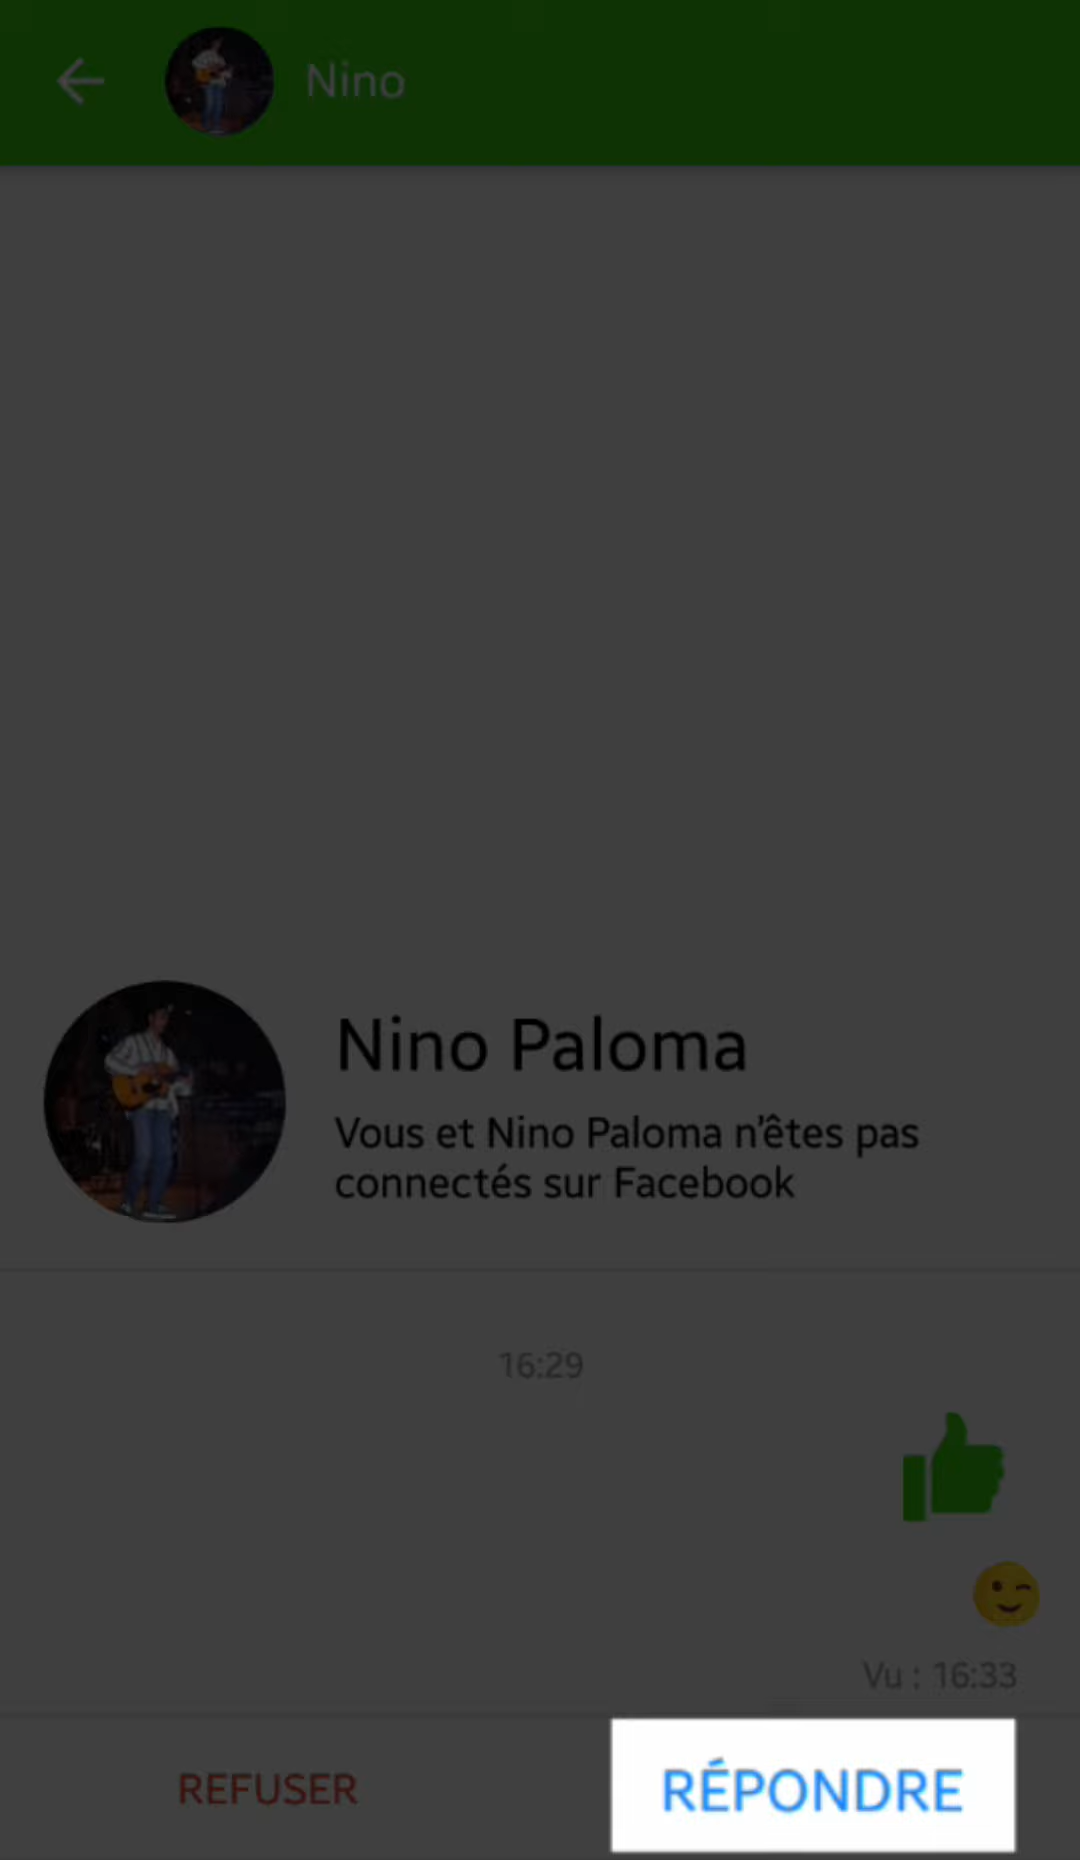 Nino
Nino Paloma
Vous et Nino Paloma n'êtes pas
connectés sur Facebook
16:29
Vu : 16:33
REFUSER
RÉPONDRE